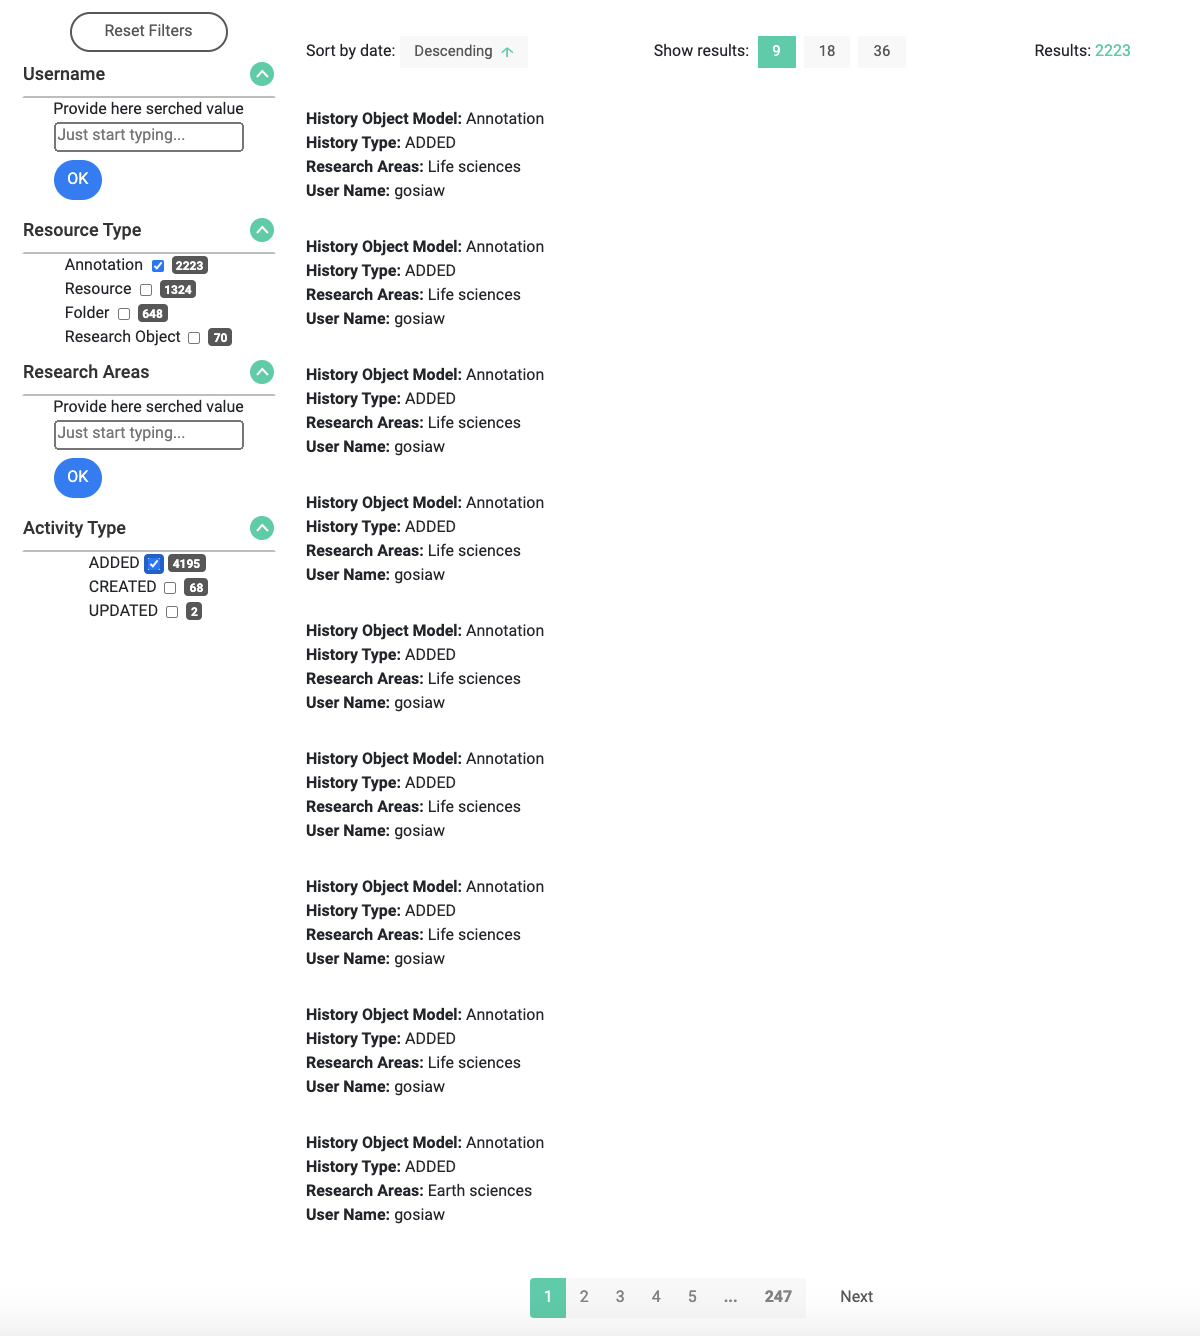 Reset Filters
Username
Provide here serched value
Just start typing...
OK
Resource Type
Annotation 2223
Resource 1324
Folder 648
Research Object 70
Research Areas
Provide here serched value
Just start typing...
OK
Activity Type
ADDED 4195
CREATED 68
UPDATED 2
Sort by date: Descending ↑ Show results: 9 18 36 Results: 2223
History Object Model: Annotation
History Type: ADDED
Research Areas: Life sciences
User Name: gosiaw
History Object Model: Annotation
History Type: ADDED
Research Areas: Life sciences
User Name: gosiaw
History Object Model: Annotation
History Type: ADDED
Research Areas: Life sciences
User Name: gosiaw
History Object Model: Annotation
History Type: ADDED
Research Areas: Life sciences
User Name: gosiaw
History Object Model: Annotation
History Type: ADDED
Research Areas: Life sciences
User Name: gosiaw
History Object Model: Annotation
History Type: ADDED
Research Areas: Life sciences
User Name: gosiaw
History Object Model: Annotation
History Type: ADDED
Research Areas: Life sciences
User Name: gosiaw
History Object Model: Annotation
History Type: ADDED
Research Areas: Life sciences
User Name: gosiaw
History Object Model: Annotation
History Type: ADDED
Research Areas: Earth sciences
User Name: gosiaw
1 2 3 4 5 ... 247 Next